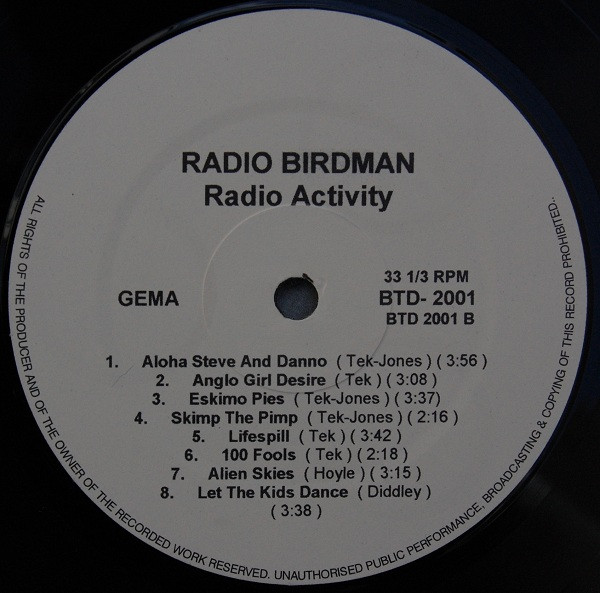 RADIO BIRDMAN
Radio Activity
GEMA
33 1/3 RPM
BTD- 2001
BTD 2001 B
1. Aloha Steve And Danno ( Tek-Jones ) ( 3:56 )
2. Anglo Girl Desire ( Tek ) ( 3:08 )
3. Eskimo Pies ( Tek-Jones ) ( 3:37)
4. Skimp The Pimp ( Tek-Jones ) ( 2:16 )
5. Lifespill ( Tek ) ( 3:42 )
6. 100 Fools ( Tek ) ( 2:18 )
7. Alien Skies ( Hoyle ) ( 3:15 )
8. Let The Kids Dance ( Diddley )
( 3:38 )
ALL RIGHTS OF THE PRODUCER AND OF THE OWNER OF THE RECORDED WORK RESERVED. UNAUTHORISED PUBLIC PERFORMANCE, BROADCASTING & COPYING OF THIS RECORD PROHIBITED..